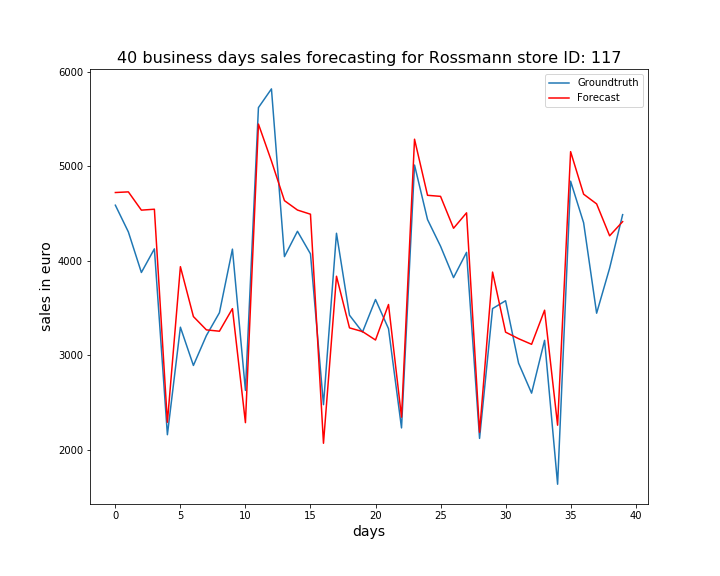 40 business days sales forecasting for Rossmann store ID: 117
Groundtruth
Forecast
sales in euro
6000
5000
4000
3000
2000
0 5 10 15 20 25 30 35 40
days